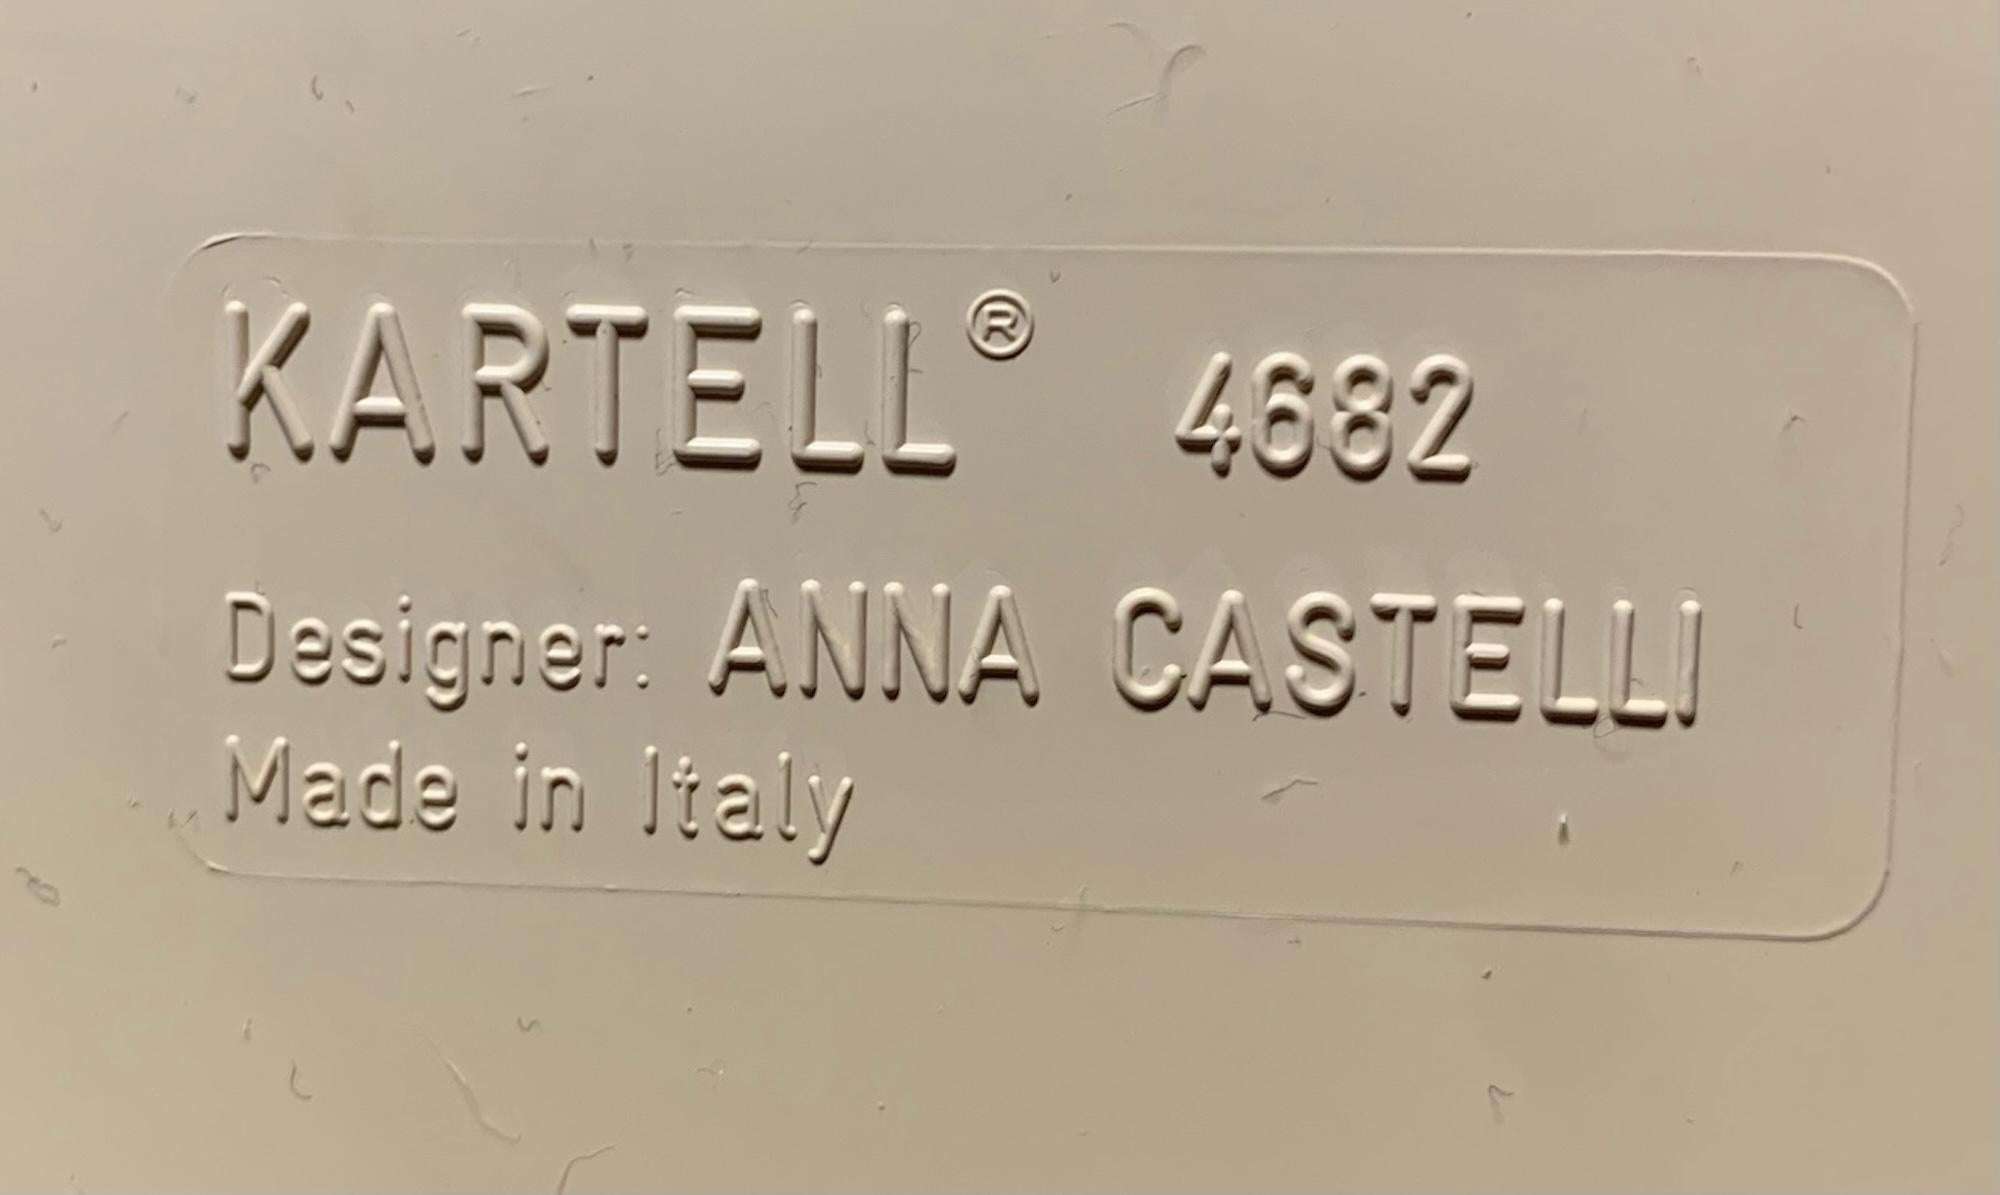 KARTELL® 4682
Designer: ANNA CASTELLI
Made in Italy